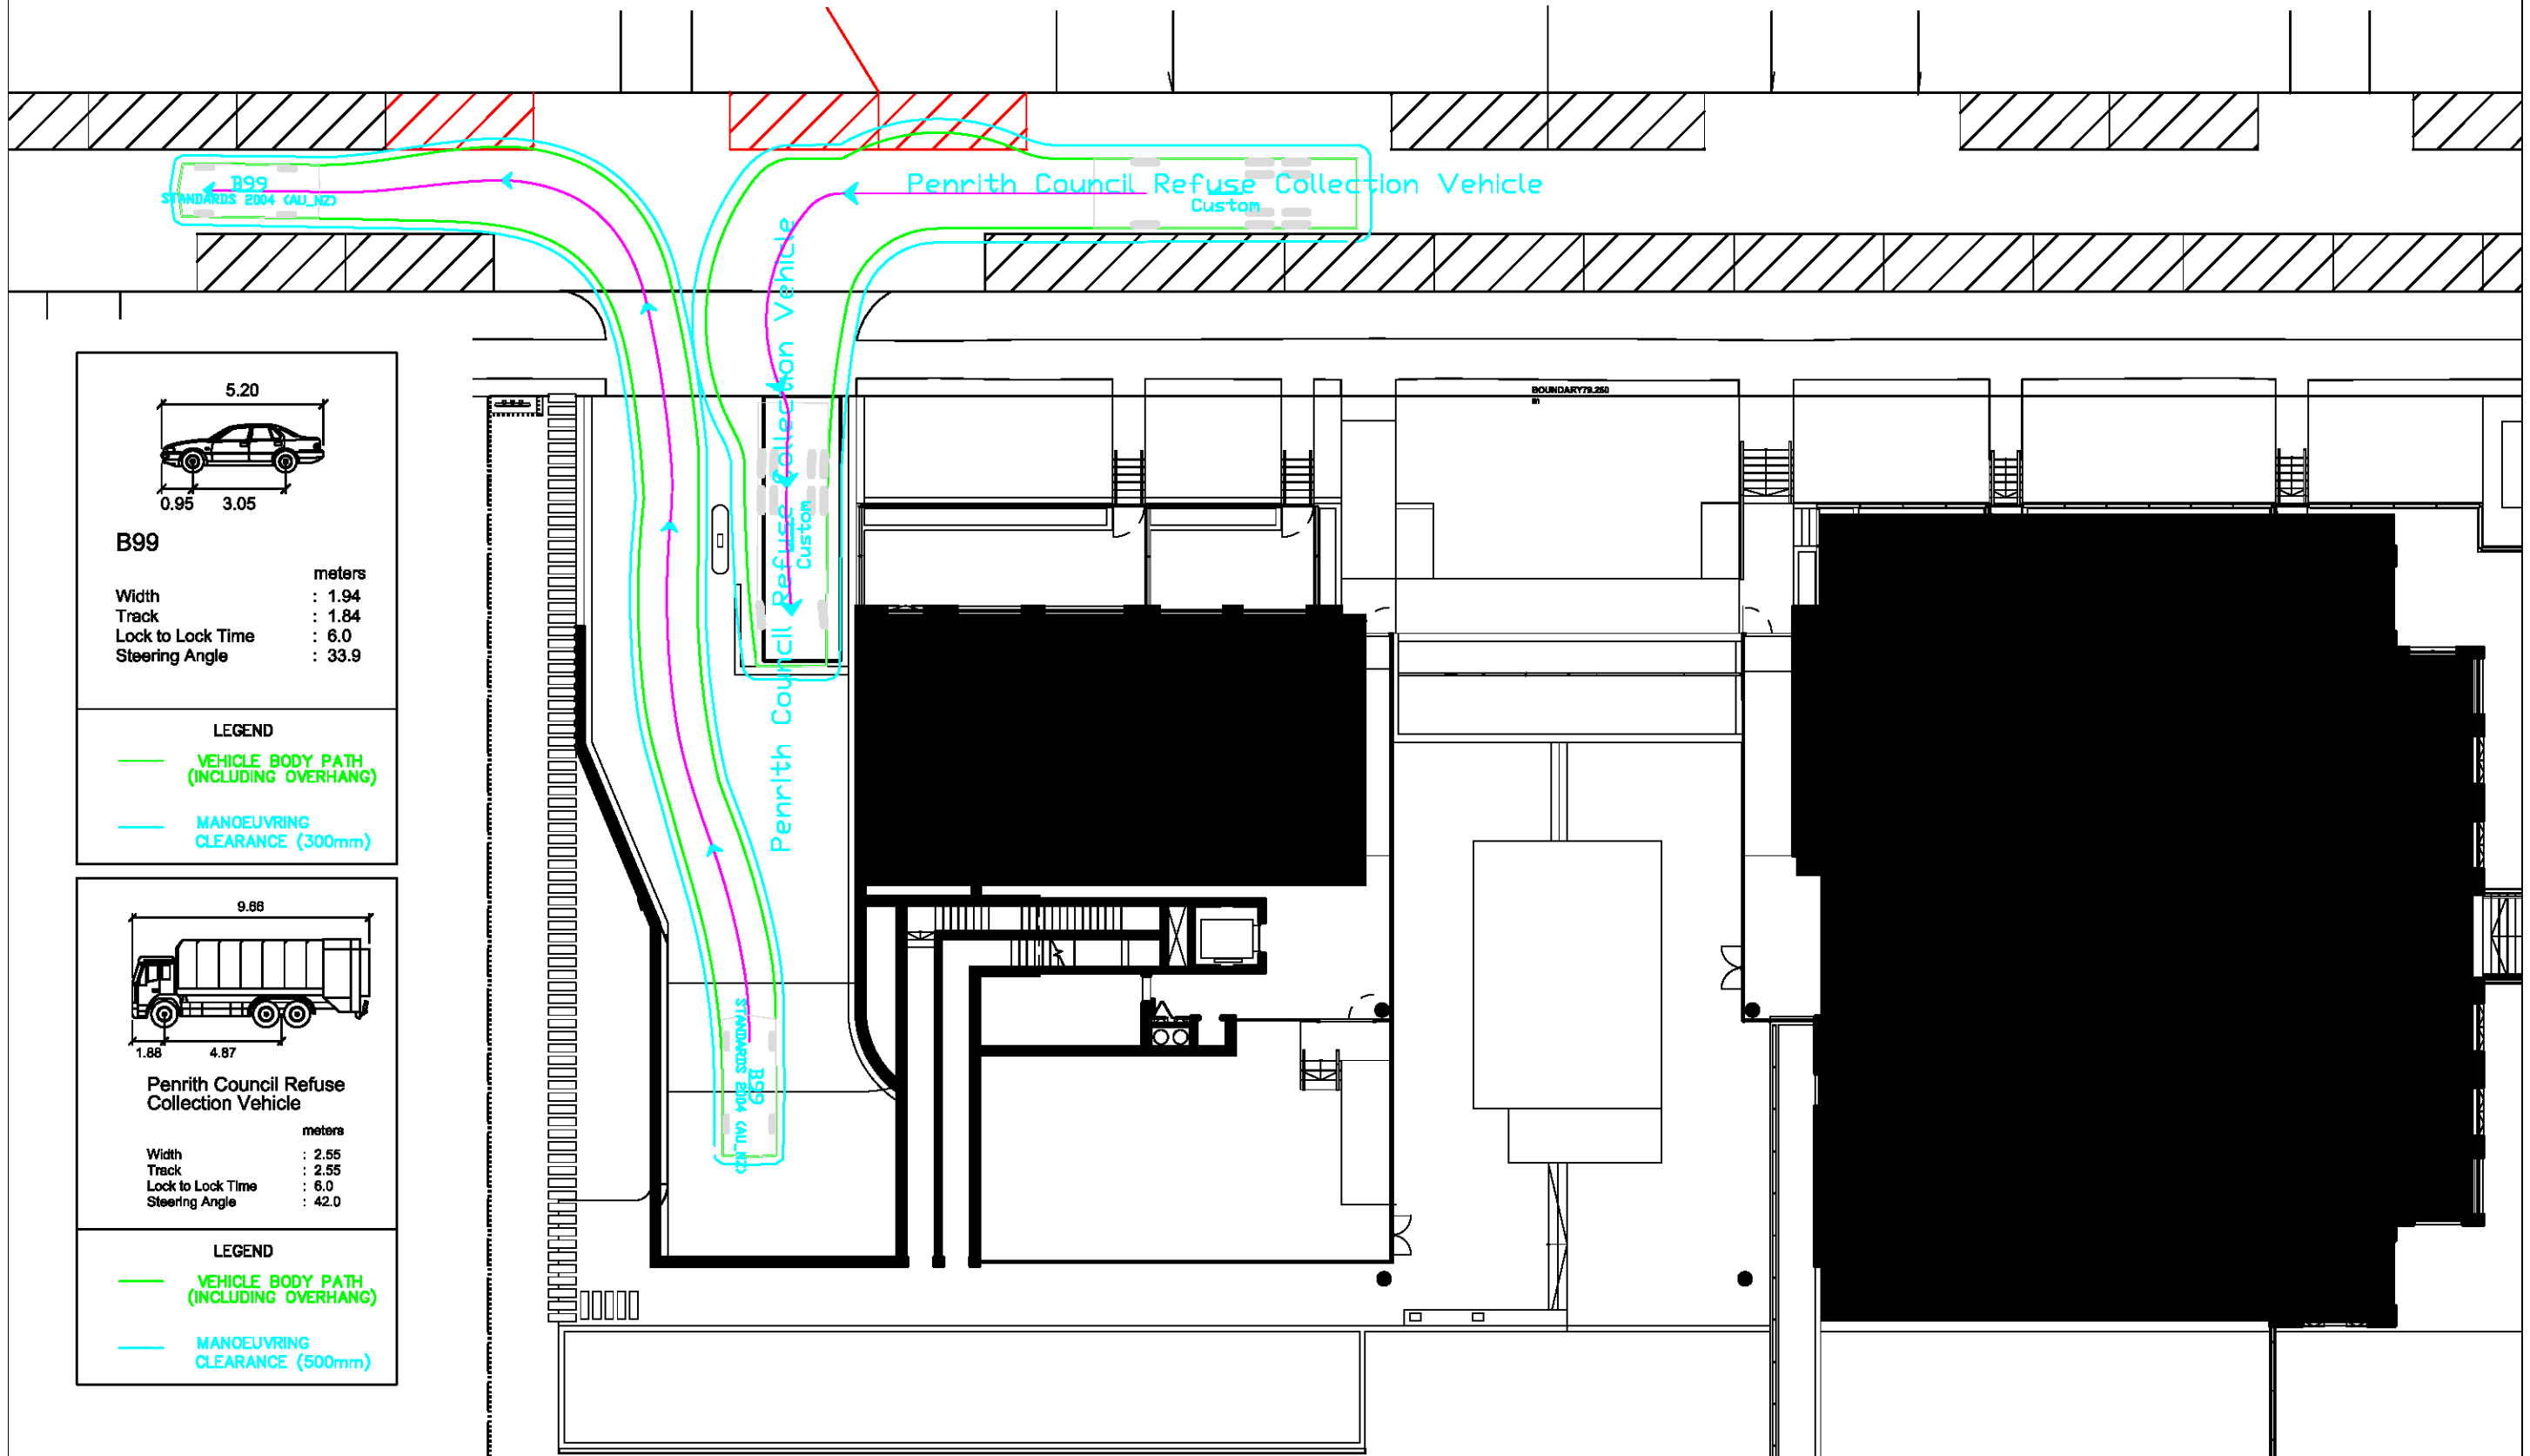 B99
STANDARDS 2004 (AU_NZ)
Penrith Council Refuse Collection Vehicle
Custom
Penrith Council Refuse Collection Vehicle
Custom
BOUNDARY79.260
m
B99
STANDARDS 2004 (AU_NZ)
5.20
0.95 3.05
B99
meters
Width : 1.94
Track : 1.84
Lock to Lock Time : 6.0
Steering Angle : 33.9
LEGEND
VEHICLE BODY PATH
(INCLUDING OVERHANG)
MANOEUVRING
CLEARANCE (300mm)
9.66
1.88 4.87
Penrith Council Refuse
Collection Vehicle
meters
Width : 2.55
Track : 2.55
Lock to Lock Time : 6.0
Steering Angle : 42.0
LEGEND
VEHICLE BODY PATH
(INCLUDING OVERHANG)
MANOEUVRING
CLEARANCE (500mm)